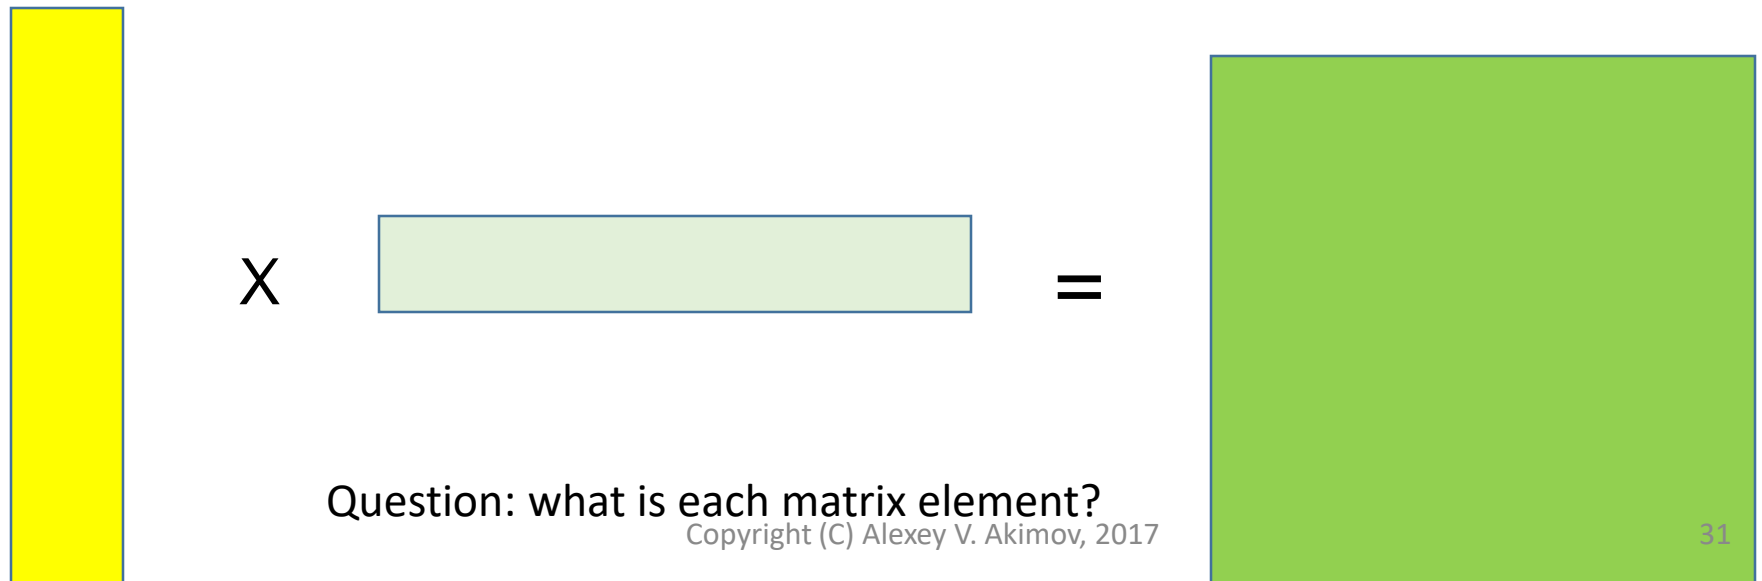 X
=
Question: what is each matrix element?
Copyright (C) Alexey V. Akimov, 2017
31